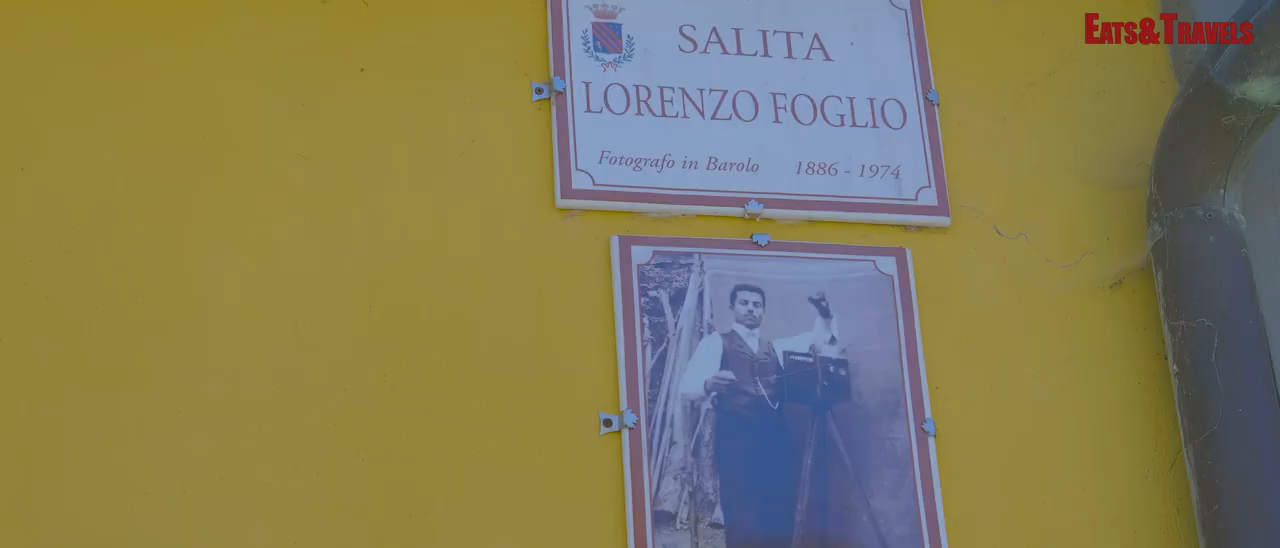 EATS&TRAVELS
SALITA
LORENZO FOGLIO
Fotografo in Barolo 1886 - 1974